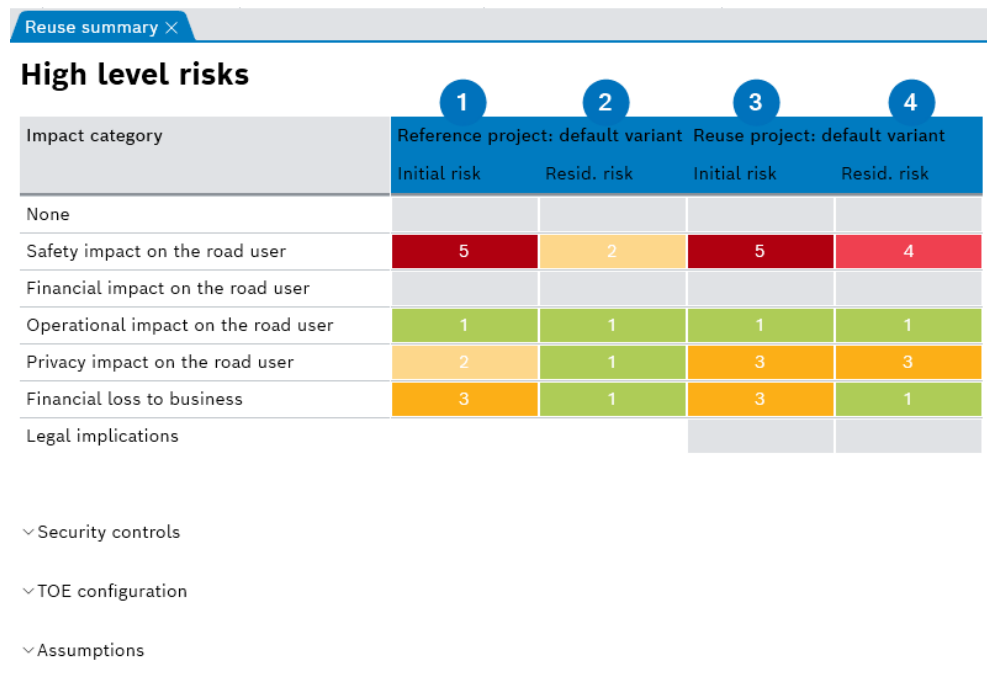 Reuse summary ×
High level risks
1 2 3 4
Impact category Reference project: default variant Reuse project: default variant
Initial risk Resid. risk Initial risk Resid. risk
None
Safety impact on the road user 5 2 5 4
Financial impact on the road user
Operational impact on the road user 1 1 1 1
Privacy impact on the road user 2 1 3 3
Financial loss to business 3 1 3 1
Legal implications
Security controls
TOE configuration
Assumptions